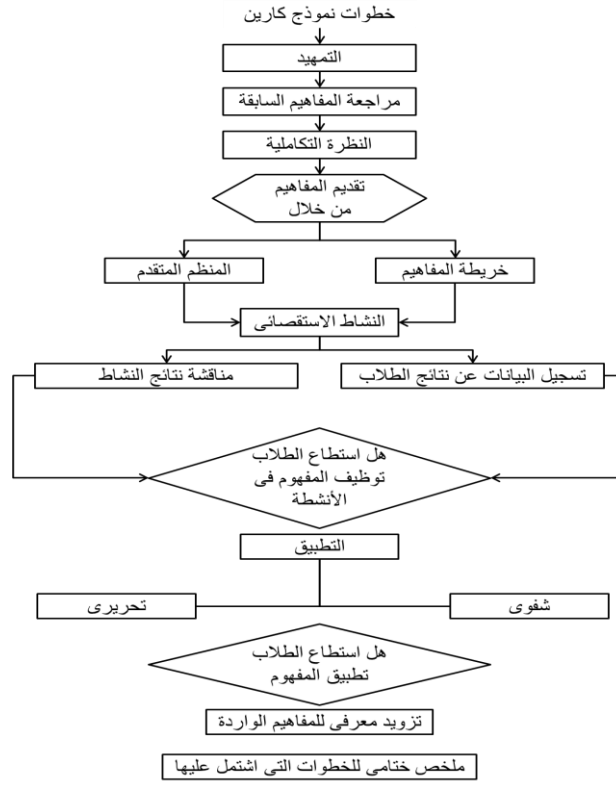 خطوات نموذج كارين
التمهيد
مراجعة المفاهيم السابقة
النظرة التكاملية
تقديم المفاهيم
من خلال
خريطة المفاهيم
المنظم المتقدم
النشاط الاستقصائى
تسجيل البيانات عن نتائج الطلاب
مناقشة نتائج النشاط
هل استطاع الطلاب
توظيف المفهوم فى
الأنشطة
التطبيق
شفوى
تحريرى
هل استطاع الطلاب
تطبيق المفهوم
تزويد معرفى للمفاهيم الواردة
ملخص ختامى للخطوات التى اشتمل عليها